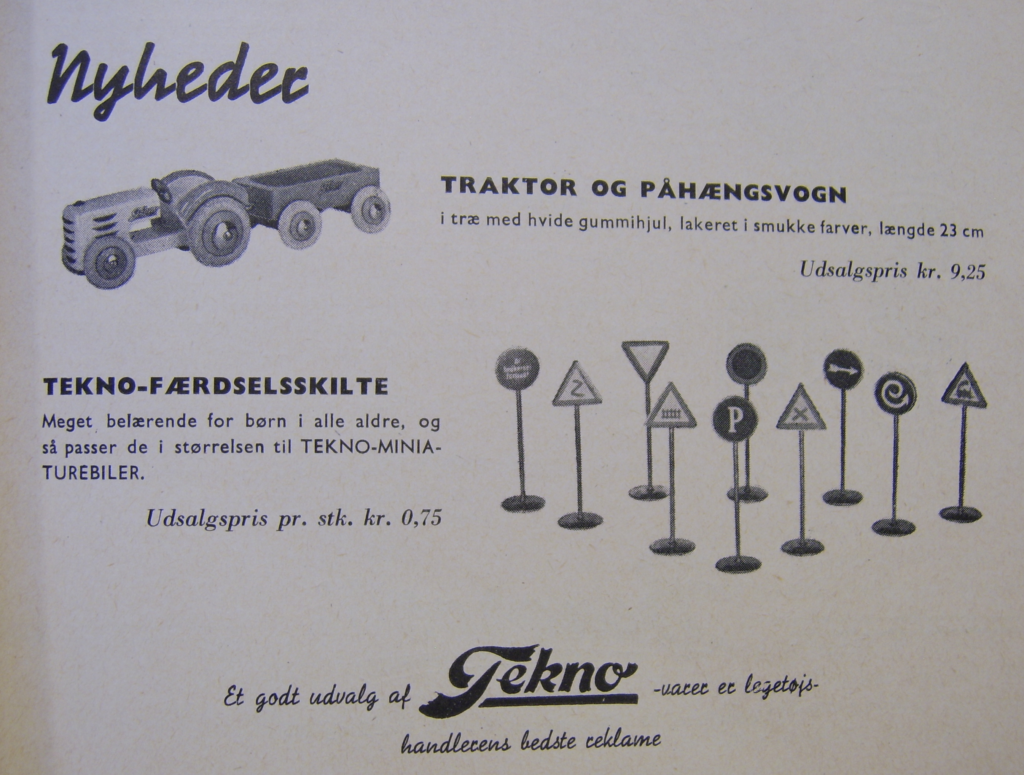 Nyheder
TRAKTOR OG PÅHÆNGSVOGN
i træ med hvide gummihjul, lakeret i smukke farver, længde 23 cm
Udsalgspris kr. 9,25
TEKNO-FÆRDSELSSKILTE
Meget belærende for børn i alle aldre, og
så passer de i størrelsen til TEKNO-MINIA-
TUREBILER.
Udsalgspris pr. stk. kr. 0,75
P
Et godt udvalg af Tekno -varer er legetøjs-
handlerens bedste reklame